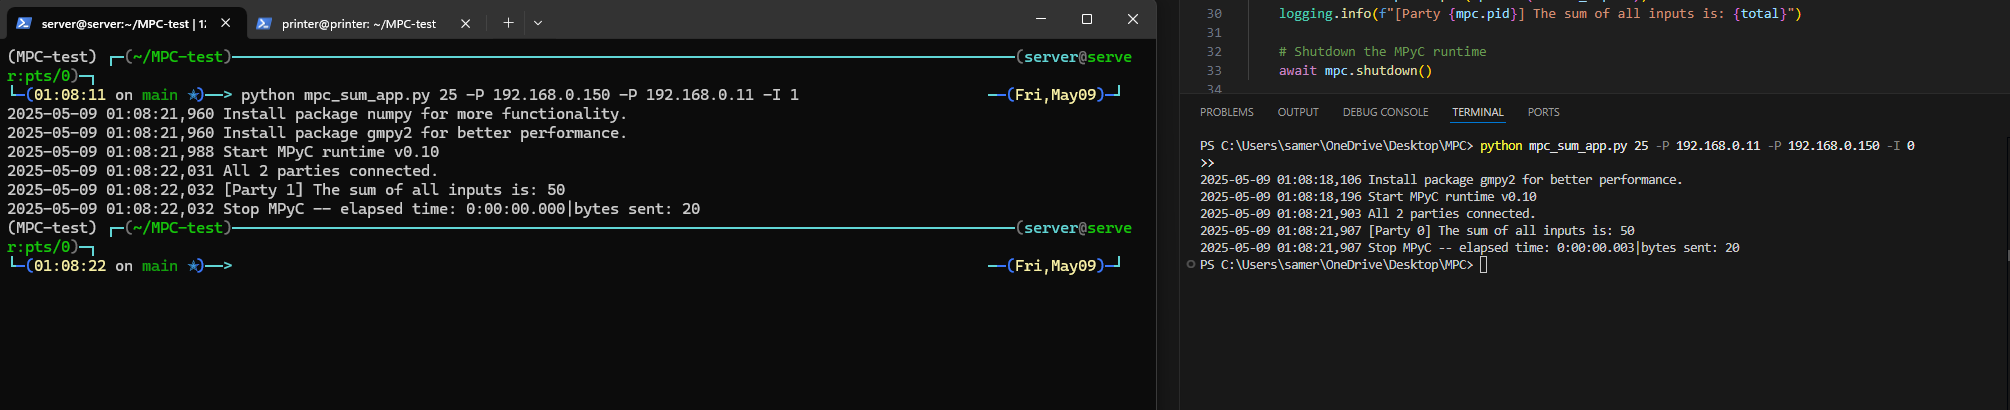 server@server:~/MPC-test | 12
printer@printer: ~/MPC-test
(MPC-test) ┌─(~/MPC-test)─(server@serve
r:pts/0)─┐
└─(01:08:11 on main ✭)──> python mpc_sum_app.py 25 -P 192.168.0.150 -P 192.168.0.11 -I 1 ──(Fri,May09)─┘
2025-05-09 01:08:21,960 Install package numpy for more functionality.
2025-05-09 01:08:21,960 Install package gmpy2 for better performance.
2025-05-09 01:08:21,988 Start MPyC runtime v0.10
2025-05-09 01:08:22,031 All 2 parties connected.
2025-05-09 01:08:22,032 [Party 1] The sum of all inputs is: 50
2025-05-09 01:08:22,032 Stop MPyC -- elapsed time: 0:00:00.000|bytes sent: 20
(MPC-test) ┌─(~/MPC-test)─(server@serve
r:pts/0)─┐
└─(01:08:22 on main ✭)──> ──(Fri,May09)─┘
30 logging.info(f"[Party {mpc.pid}] The sum of all inputs is: {total}")
31
32 # Shutdown the MPyC runtime
33 await mpc.shutdown()
34
PROBLEMS OUTPUT DEBUG CONSOLE TERMINAL PORTS
PS C:\Users\samer\OneDrive\Desktop\MPC> python mpc_sum_app.py 25 -P 192.168.0.11 -P 192.168.0.150 -I 0
>>
2025-05-09 01:08:18,106 Install package gmpy2 for better performance.
2025-05-09 01:08:18,196 Start MPyC runtime v0.10
2025-05-09 01:08:21,903 All 2 parties connected.
2025-05-09 01:08:21,907 [Party 0] The sum of all inputs is: 50
2025-05-09 01:08:21,907 Stop MPyC -- elapsed time: 0:00:00.003|bytes sent: 20
PS C:\Users\samer\OneDrive\Desktop\MPC>